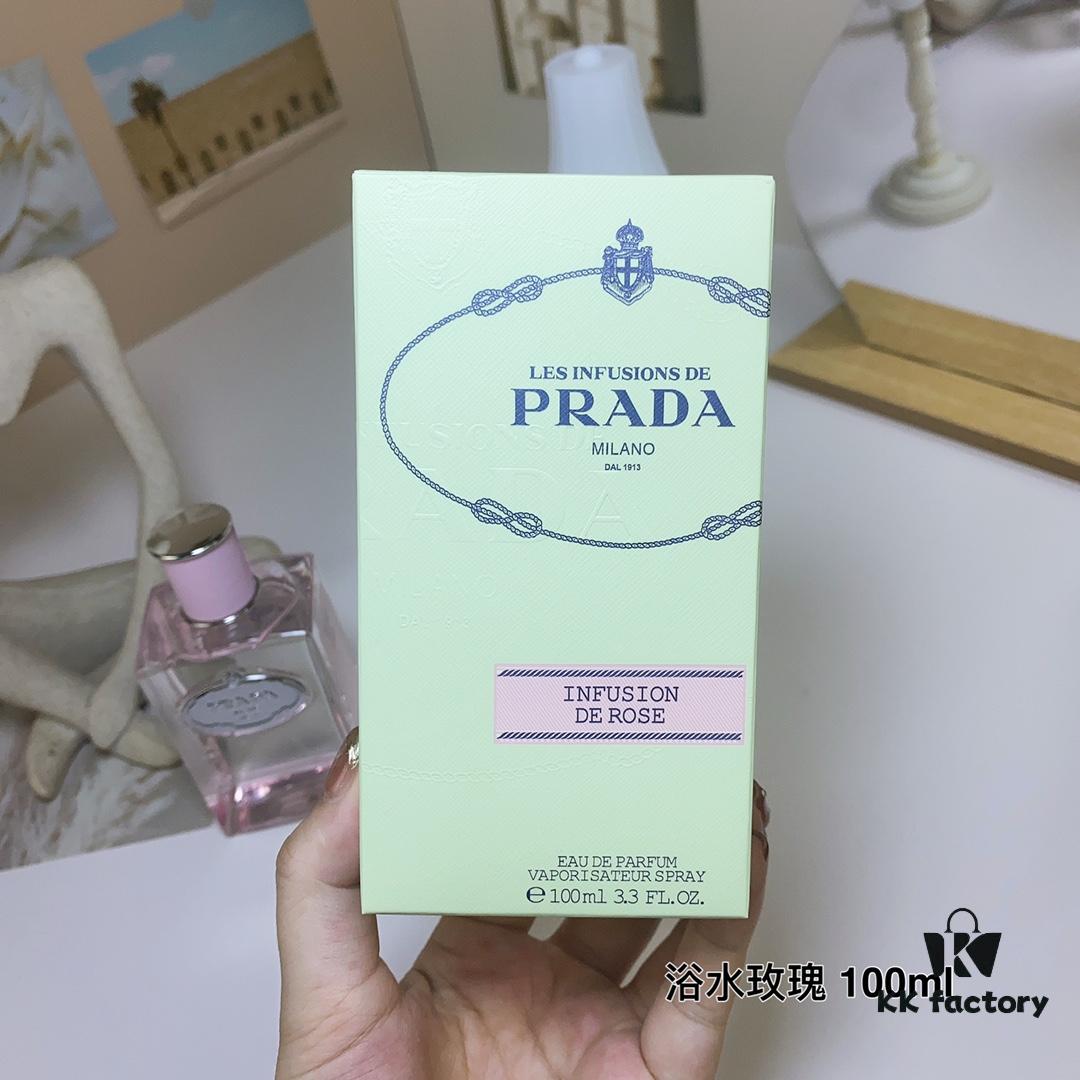 LES INFUSIONS DE
PRADA
MILANO
DAL 1913
INFUSION
DE ROSE
EAU DE PARFUM
VAPORISATEUR SPRAY
℮ 100ml 3.3 FL.OZ.
PRADA
浴水玫瑰 100ml
KK factory